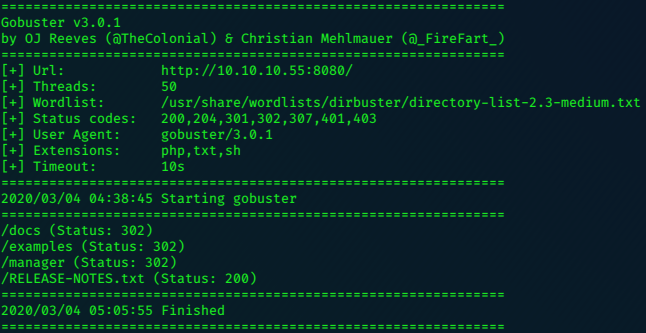 ===============================================================
Gobuster v3.0.1
by OJ Reeves (@TheColonial) & Christian Mehlmauer (@_FireFart_)
===============================================================
[+] Url:            http://10.10.10.55:8080/
[+] Threads:        50
[+] Wordlist:       /usr/share/wordlists/dirbuster/directory-list-2.3-medium.txt
[+] Status codes:   200,204,301,302,307,401,403
[+] User Agent:     gobuster/3.0.1
[+] Extensions:     php,txt,sh
[+] Timeout:        10s
===============================================================
2020/03/04 04:38:45 Starting gobuster
===============================================================
/docs (Status: 302)
/examples (Status: 302)
/manager (Status: 302)
/RELEASE-NOTES.txt (Status: 200)
===============================================================
2020/03/04 05:05:55 Finished
===============================================================